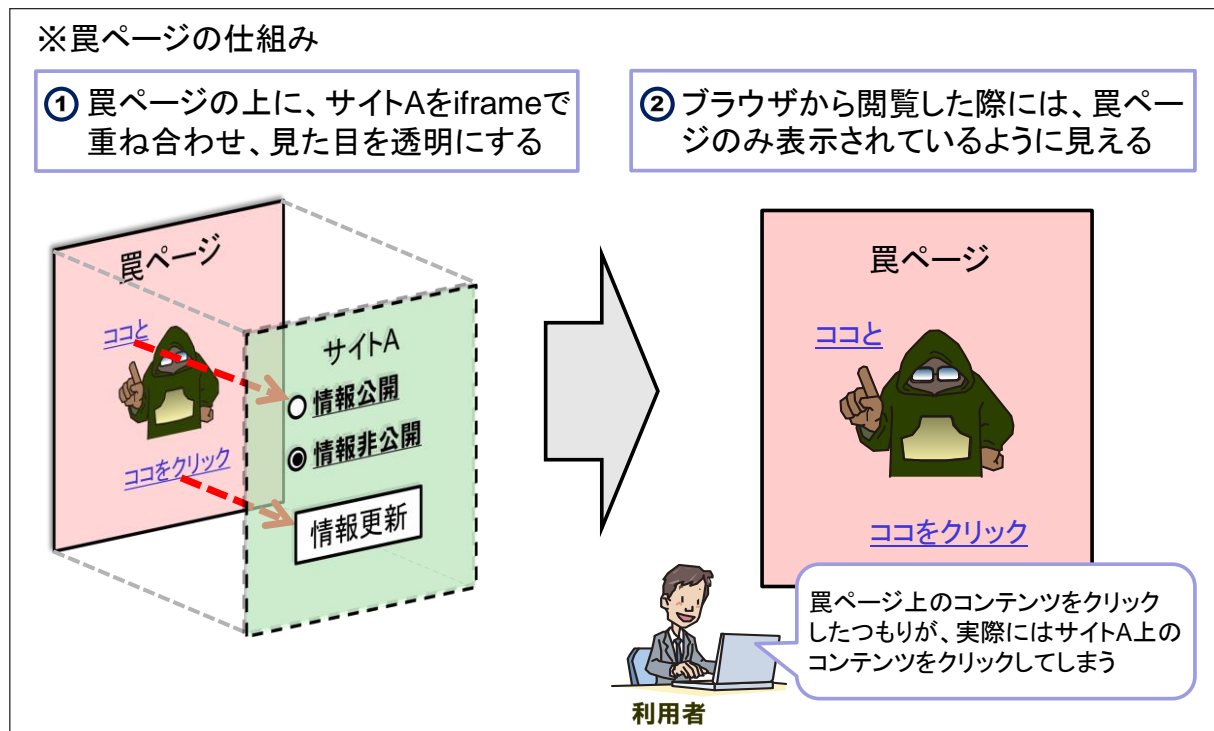 ※罠ページの仕組み
① 罠ページの上に、サイトAをiframeで
重ね合わせ、見た目を透明にする
② ブラウザから閲覧した際には、罠ペー
ジのみ表示されているように見える
罠ページ
ココと
ココをクリック
サイトA
情報公開
情報非公開
情報更新
罠ページ
ココと
ココをクリック
罠ページ上のコンテンツをクリック
したつもりが、実際にはサイトA上の
コンテンツをクリックしてしまう
利用者